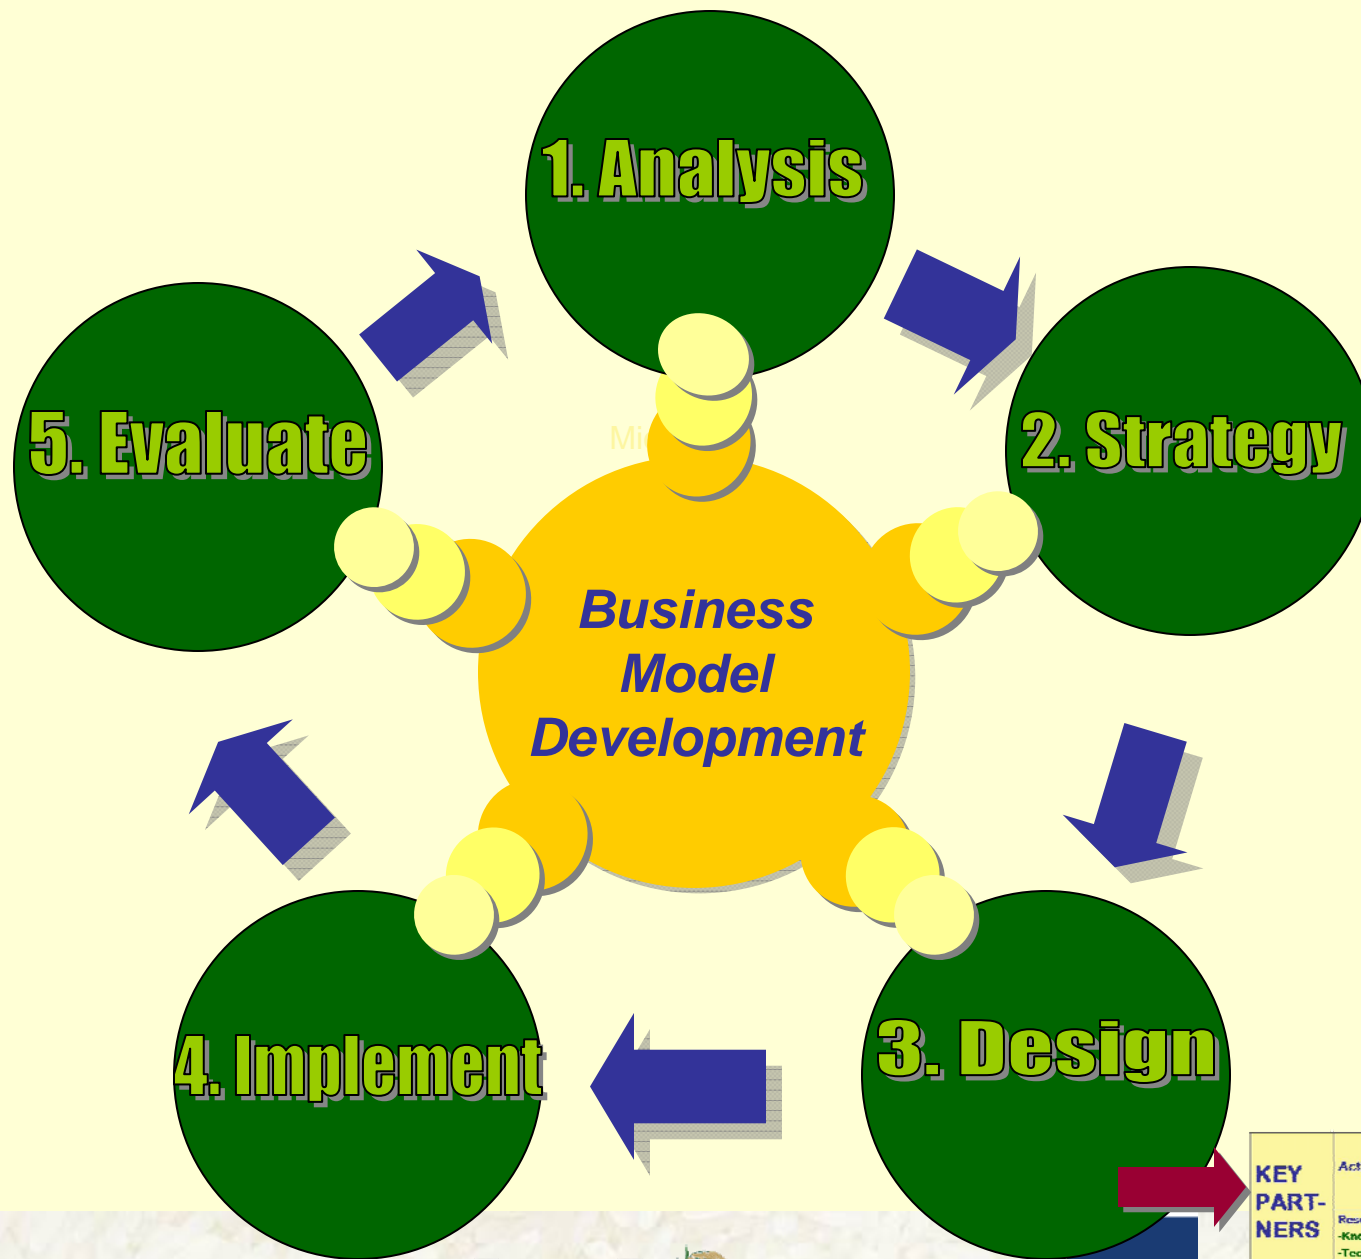 1. Analysis
5. Evaluate
2. Strategy
Business
Model
Development
4. Implement
3. Design
KEY
PART-
NERS